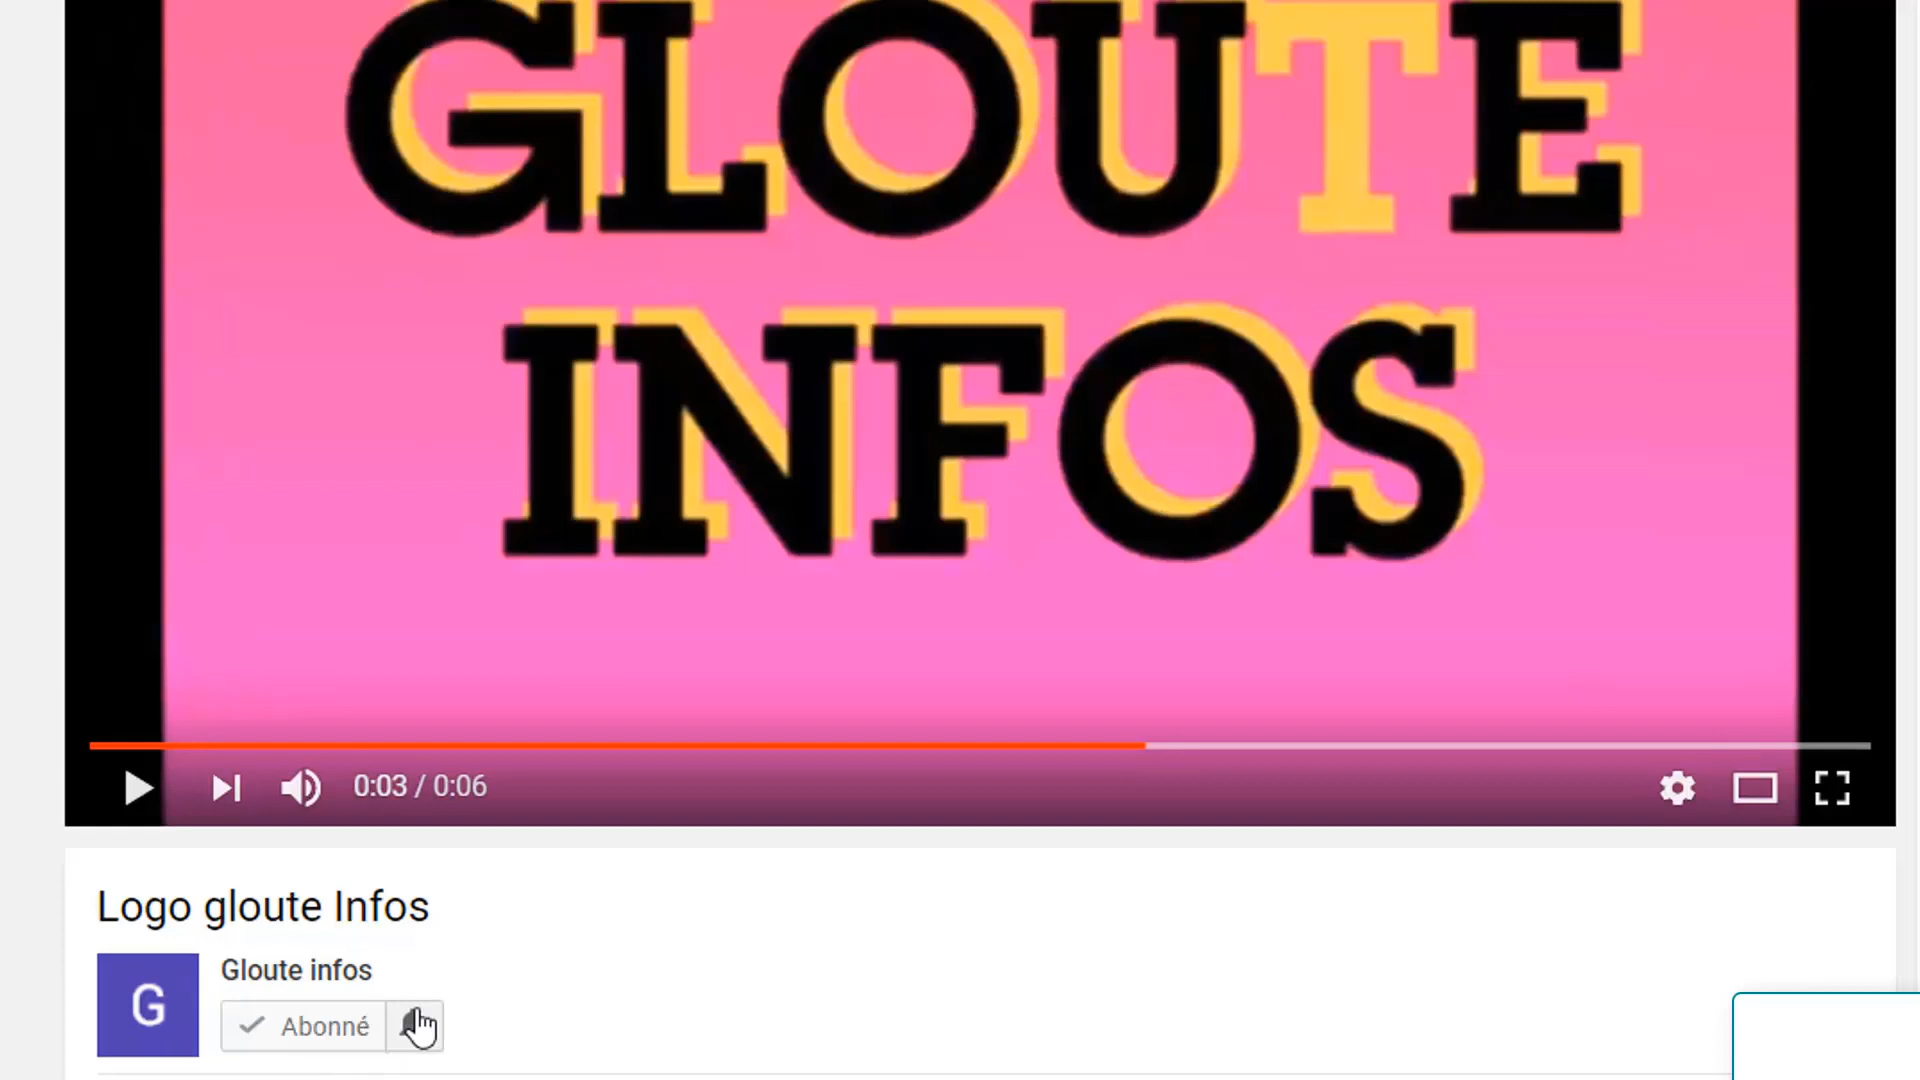 GLOUTE
INFOS
0:03 / 0:06
Logo gloute Infos
G
Gloute infos
Abonné